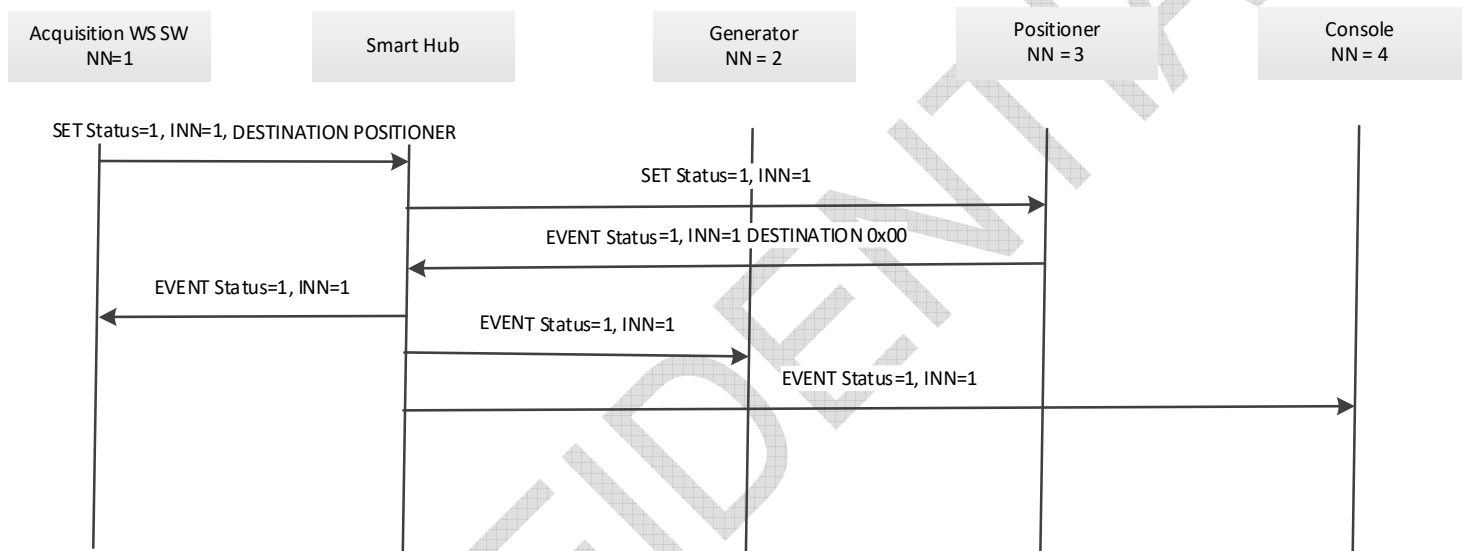 Acquisition WS SW
NN=1
Smart Hub
Generator
NN = 2
Positioner
NN = 3
Console
NN = 4
SET Status=1, INN=1, DESTINATION POSITIONER
SET Status=1, INN=1
EVENT Status=1, INN=1 DESTINATION 0x00
EVENT Status=1, INN=1
EVENT Status=1, INN=1
EVENT Status=1, INN=1